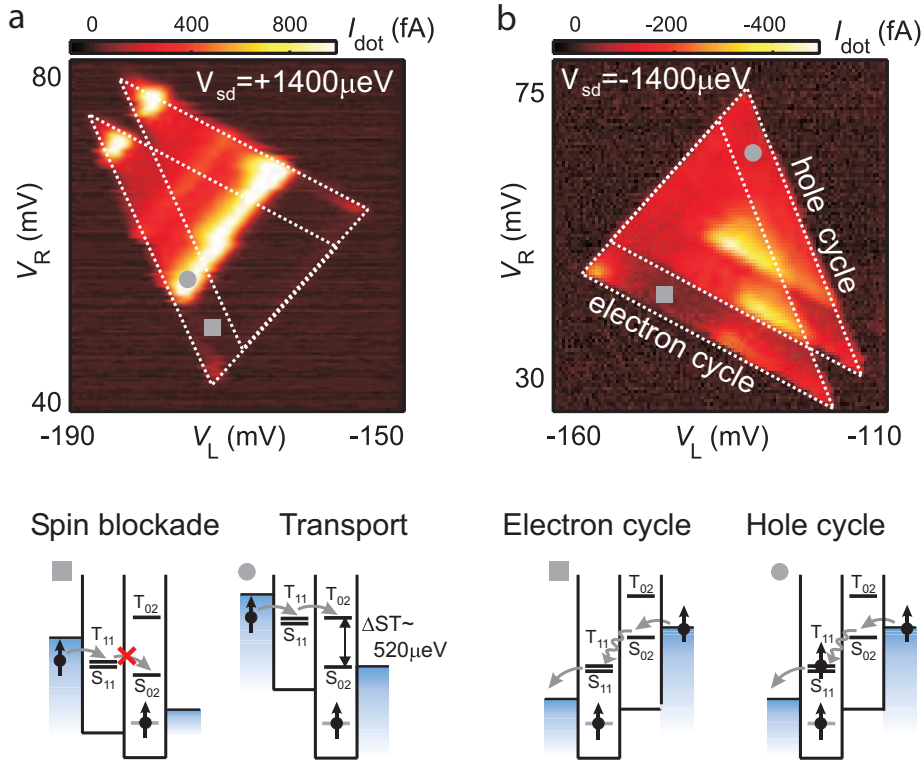 a
0 400 800 I_dot (fA)
80
V_sd=+1400μeV
V_R (mV)
40
-190 V_L (mV) -150
b
0 -200 -400 I_dot (fA)
75
V_sd=-1400μeV
hole cycle
V_R (mV)
electron cycle
30
-160 V_L (mV) -110
Spin blockade Transport
T_11 T_02
S_11 S_02
T_02
T_11
S_11 S_02
ΔST~
520μeV
Electron cycle Hole cycle
T_02
T_11
S_11 S_02
T_02
T_11
S_11 S_02